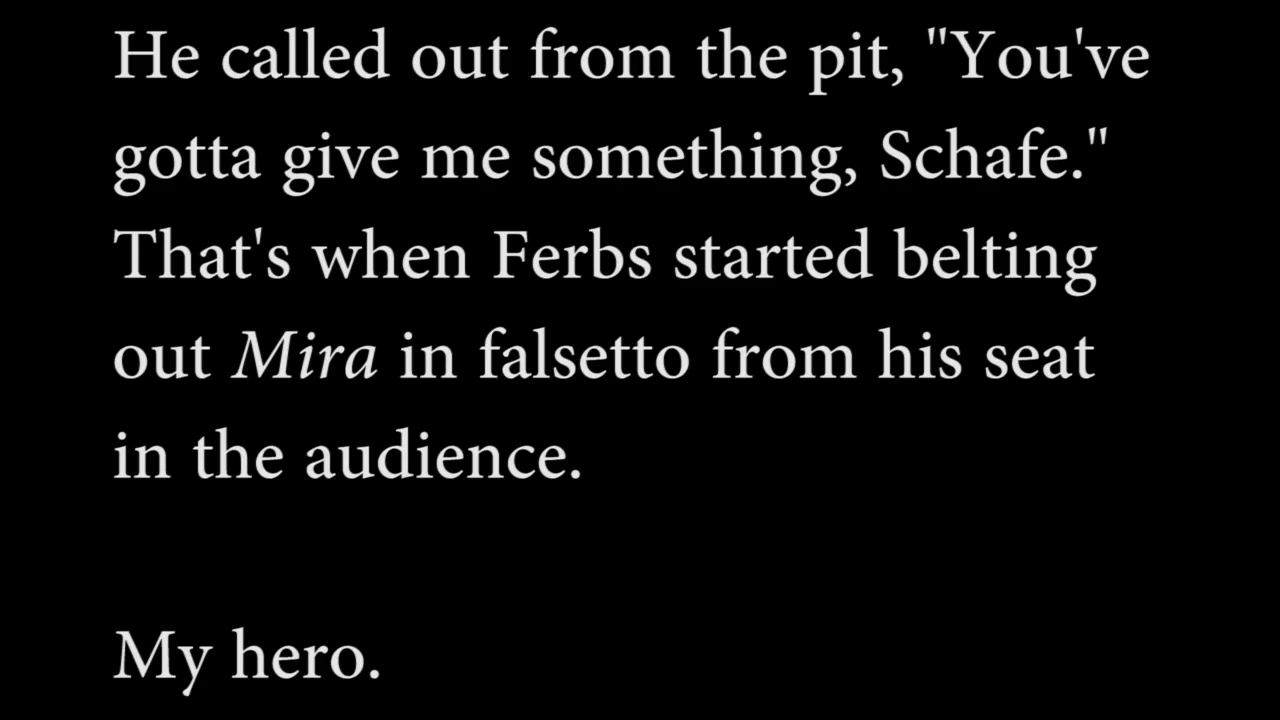 He called out from the pit, "You've
gotta give me something, Schafe."
That's when Ferbs started belting
out Mira in falsetto from his seat
in the audience.
My hero.